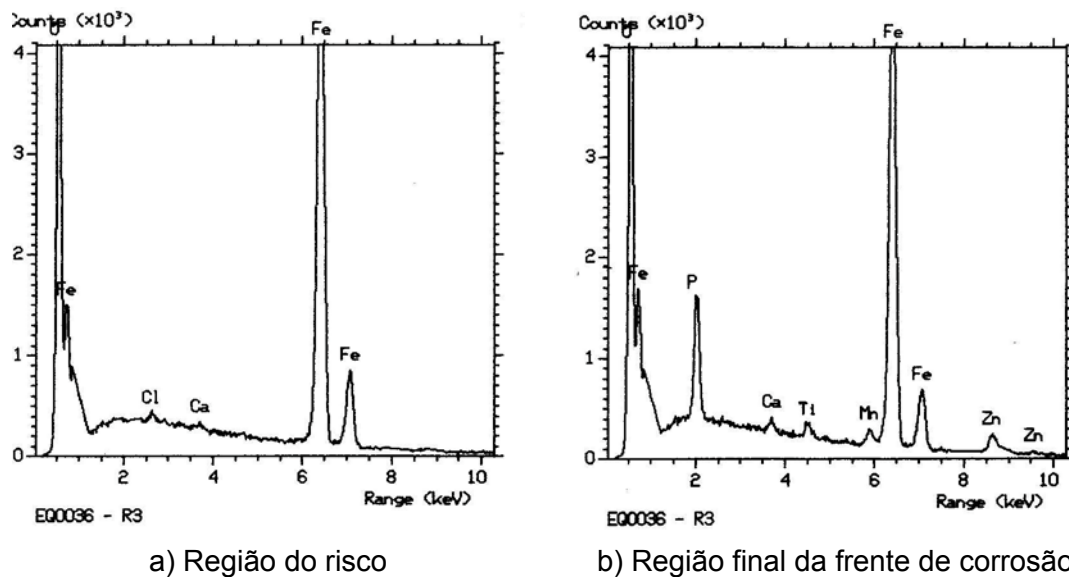 Counts (×10³)
O
Fe
4
3
2
Fe
1
Fe
Cl
Ca
0
2
4
6
8
10
Range (keV)
EQ0036 - R3
a) Região do risco
Counts (×10³)
O
Fe
4
3
2
Fe
P
1
Fe
Ca
Ti
Mn
Zn
Zn
0
2
4
6
8
10
Range (keV)
EQ0036 - R3
b) Região final da frente de corrosão